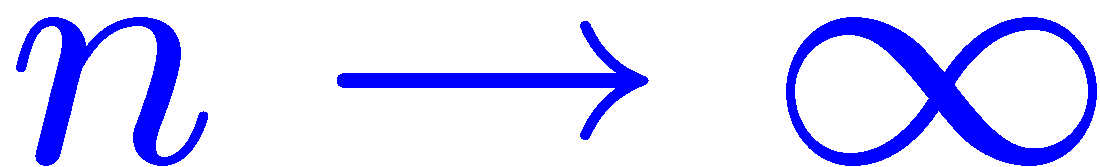 n → ∞